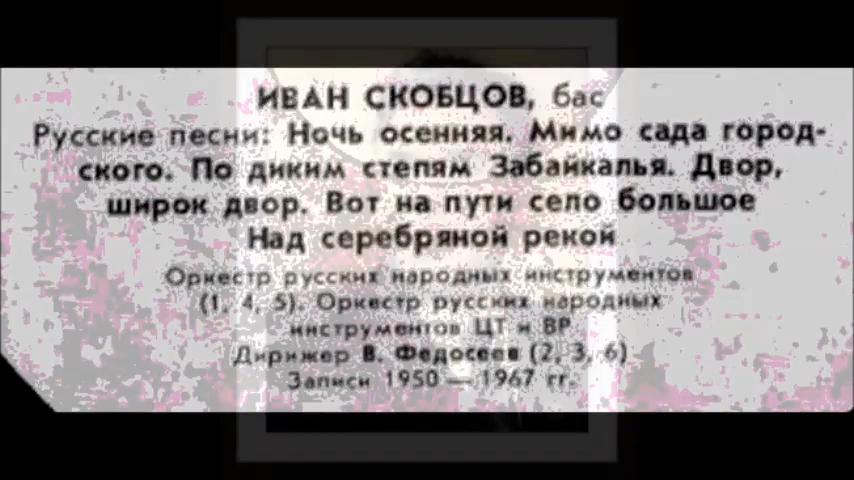 ИВАН СКОБЦОВ, бас
Русские песни: Ночь осенняя. Мимо сада город-
ского. По диким степям Забайкалья. Двор,
широк двор. Вот на пути село большое
Над серебряной рекой
Оркестр русских народных инструментов
(1, 4, 5). Оркестр русских народных
инструментов ЦТ и ВР
Дирижер В. Федосеев (2, 3, 6)
Записи 1950 — 1967 гг.